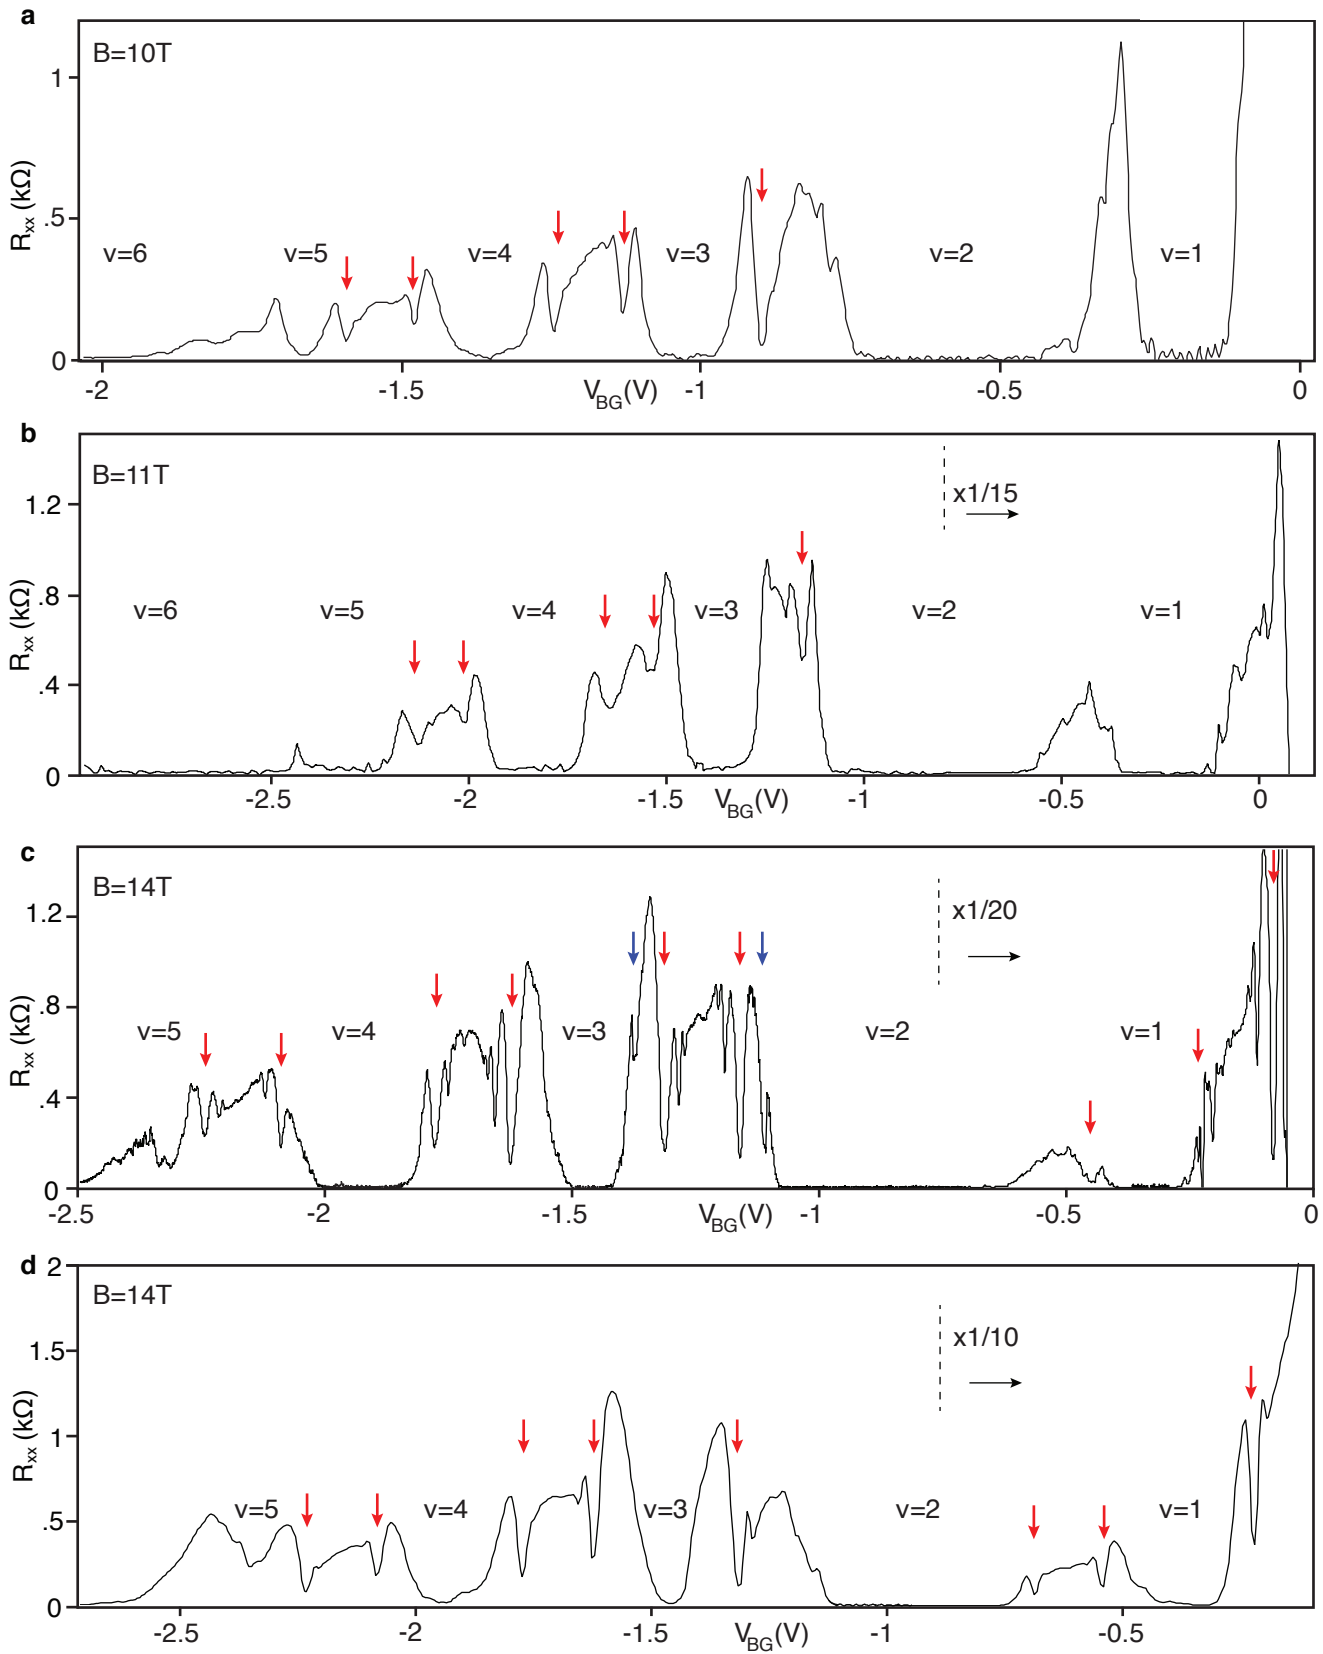 a
B=10T
1
.5
0
R_xx (kΩ)
ν=6
ν=5
ν=4
ν=3
ν=2
ν=1
-2
-1.5
V_BG(V)
-1
-0.5
0
b
B=11T
x1/15
1.2
.8
.4
0
R_xx (kΩ)
ν=6
ν=5
ν=4
ν=3
ν=2
ν=1
-2.5
-2
-1.5
V_BG(V)
-1
-0.5
0
c
B=14T
x1/20
1.2
.8
.4
0
R_xx (kΩ)
ν=5
ν=4
ν=3
ν=2
ν=1
-2.5
-2
-1.5
V_BG(V)
-1
-0.5
0
d
B=14T
x1/10
2
1.5
1
.5
0
R_xx (kΩ)
ν=5
ν=4
ν=3
ν=2
ν=1
-2.5
-2
-1.5
V_BG(V)
-1
-0.5